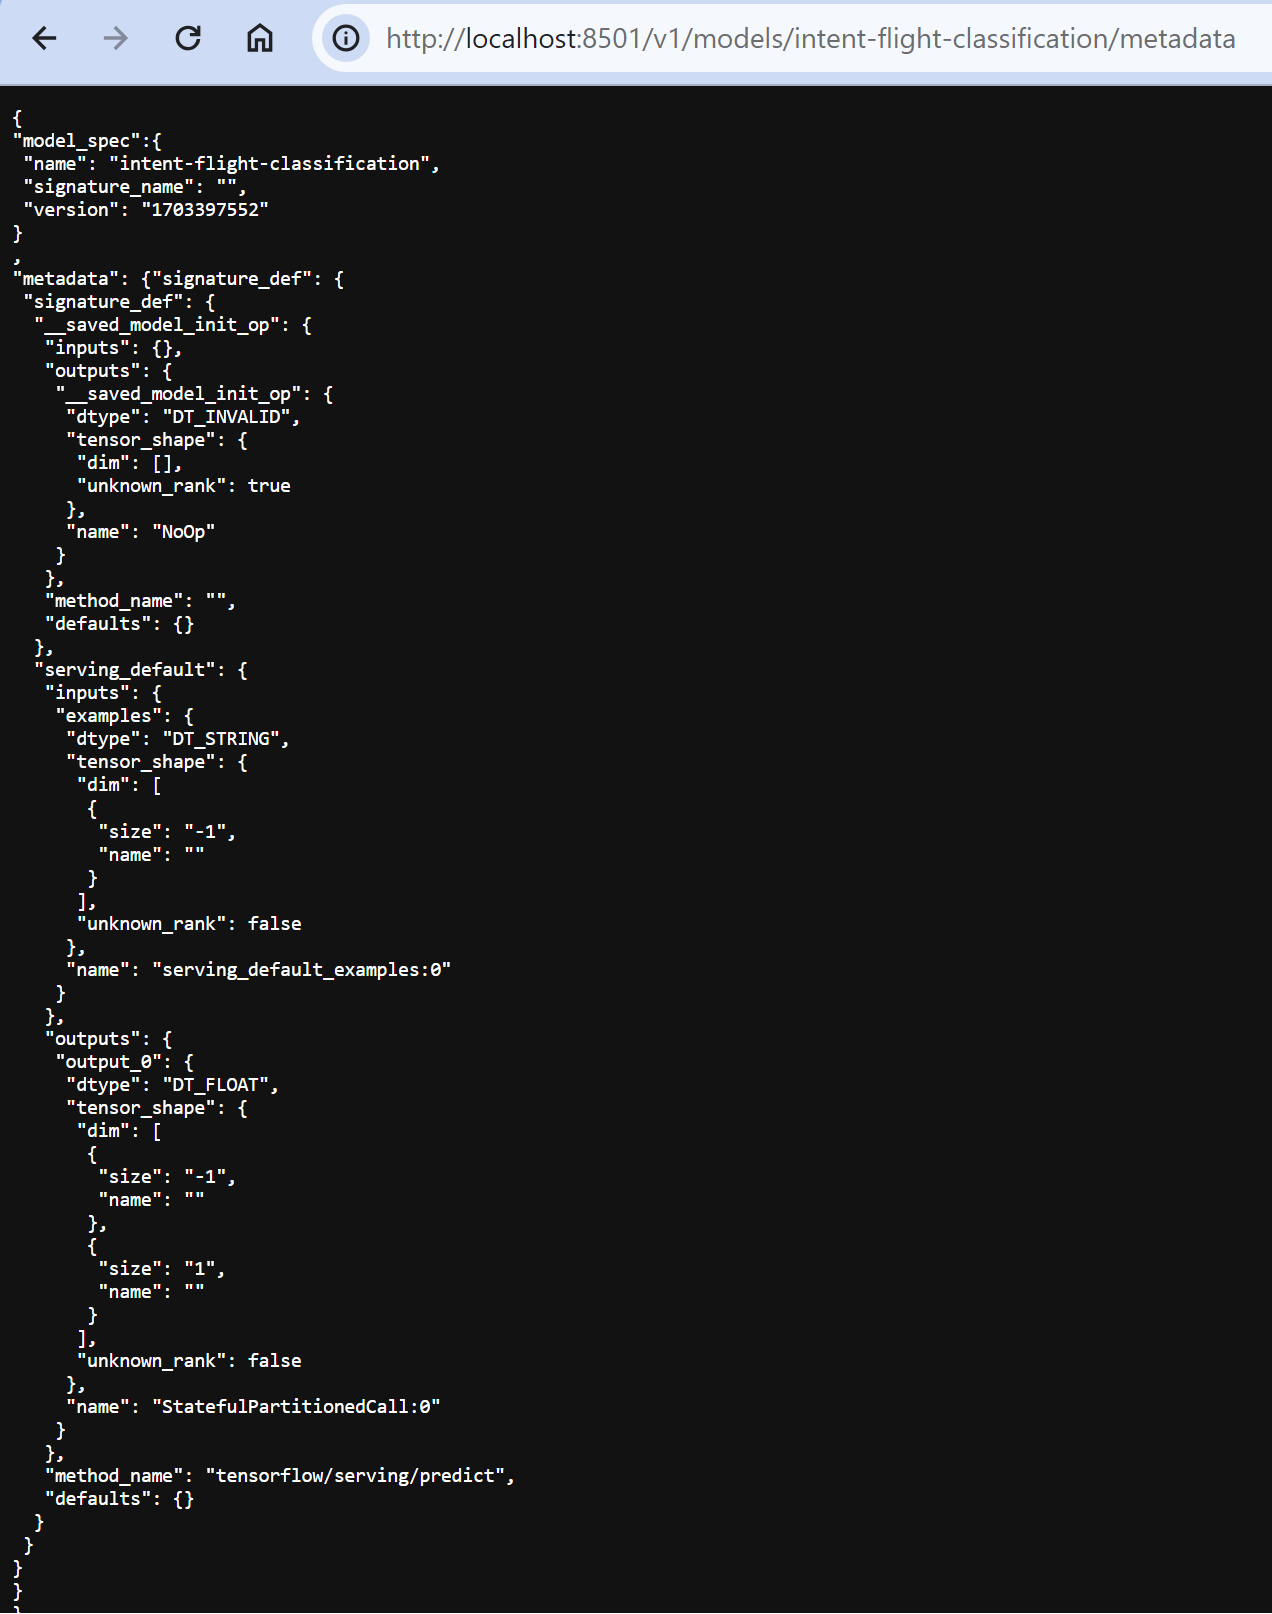 http://localhost:8501/v1/models/intent-flight-classification/metadata
{
"model_spec":{
"name": "intent-flight-classification",
"signature_name": "",
"version": "1703397552"
}
,
"metadata": {"signature_def": {
"signature_def": {
"__saved_model_init_op": {
"inputs": {},
"outputs": {
"__saved_model_init_op": {
"dtype": "DT_INVALID",
"tensor_shape": {
"dim": [],
"unknown_rank": true
},
"name": "NoOp"
}
},
"method_name": "",
"defaults": {}
},
"serving_default": {
"inputs": {
"examples": {
"dtype": "DT_STRING",
"tensor_shape": {
"dim": [
{
"size": "-1",
"name": ""
}
],
"unknown_rank": false
},
"name": "serving_default_examples:0"
}
},
"outputs": {
"output_0": {
"dtype": "DT_FLOAT",
"tensor_shape": {
"dim": [
{
"size": "-1",
"name": ""
},
{
"size": "1",
"name": ""
}
],
"unknown_rank": false
},
"name": "StatefulPartitionedCall:0"
}
},
"method_name": "tensorflow/serving/predict",
"defaults": {}
}
}
}
}
}